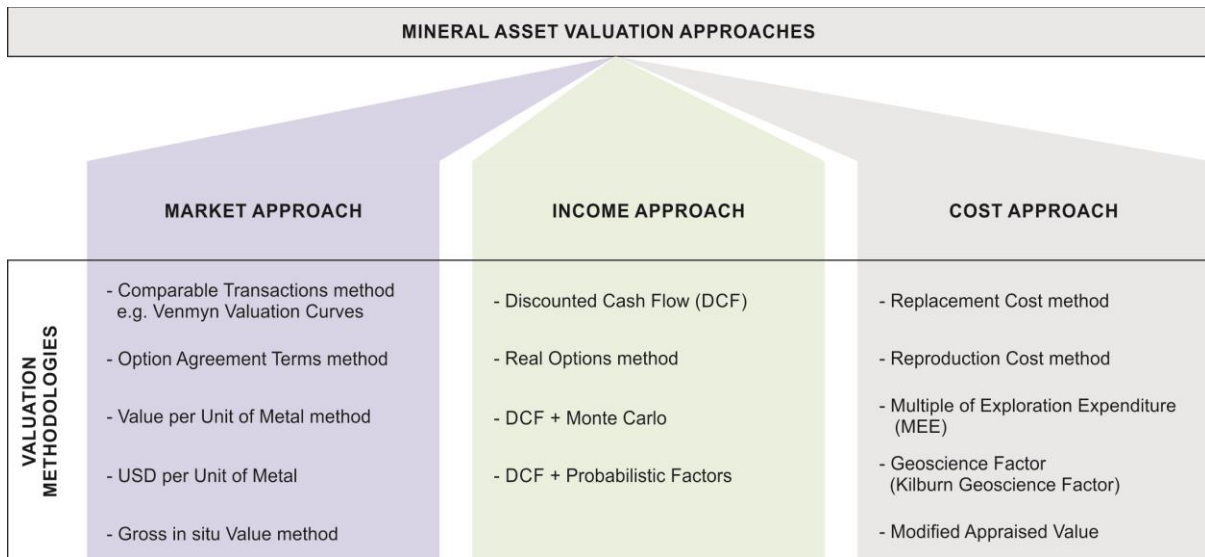 MINERAL ASSET VALUATION APPROACHES
MARKET APPROACH
INCOME APPROACH
COST APPROACH
VALUATION
METHODOLOGIES
- Comparable Transactions method
e.g. Venmyn Valuation Curves
- Option Agreement Terms method
- Value per Unit of Metal method
- USD per Unit of Metal
- Gross in situ Value method
- Discounted Cash Flow (DCF)
- Real Options method
- DCF + Monte Carlo
- DCF + Probabilistic Factors
- Replacement Cost method
- Reproduction Cost method
- Multiple of Exploration Expenditure
(MEE)
- Geoscience Factor
(Kilburn Geoscience Factor)
- Modified Appraised Value